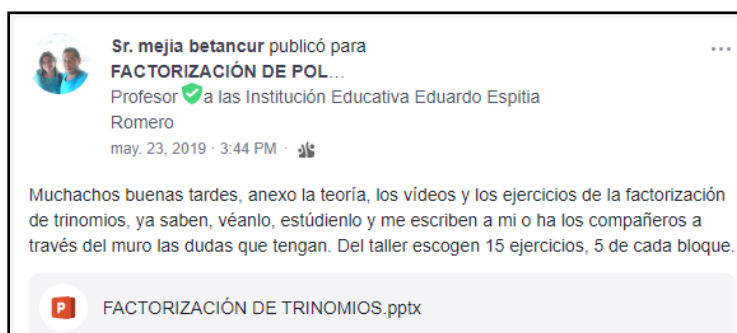 Sr. mejia betancur publicó para
FACTORIZACIÓN DE POL...
Profesor a las Institución Educativa Eduardo Espitia
Romero
may. 23, 2019 · 3:44 PM ·
Muchachos buenas tardes, anexo la teoría, los vídeos y los ejercicios de la factorización
de trinomios, ya saben, véanlo, estúdienlo y me escriben a mi o ha los compañeros a
través del muro las dudas que tengan. Del taller escogen 15 ejercicios, 5 de cada bloque.
P
FACTORIZACIÓN DE TRINOMIOS.pptx